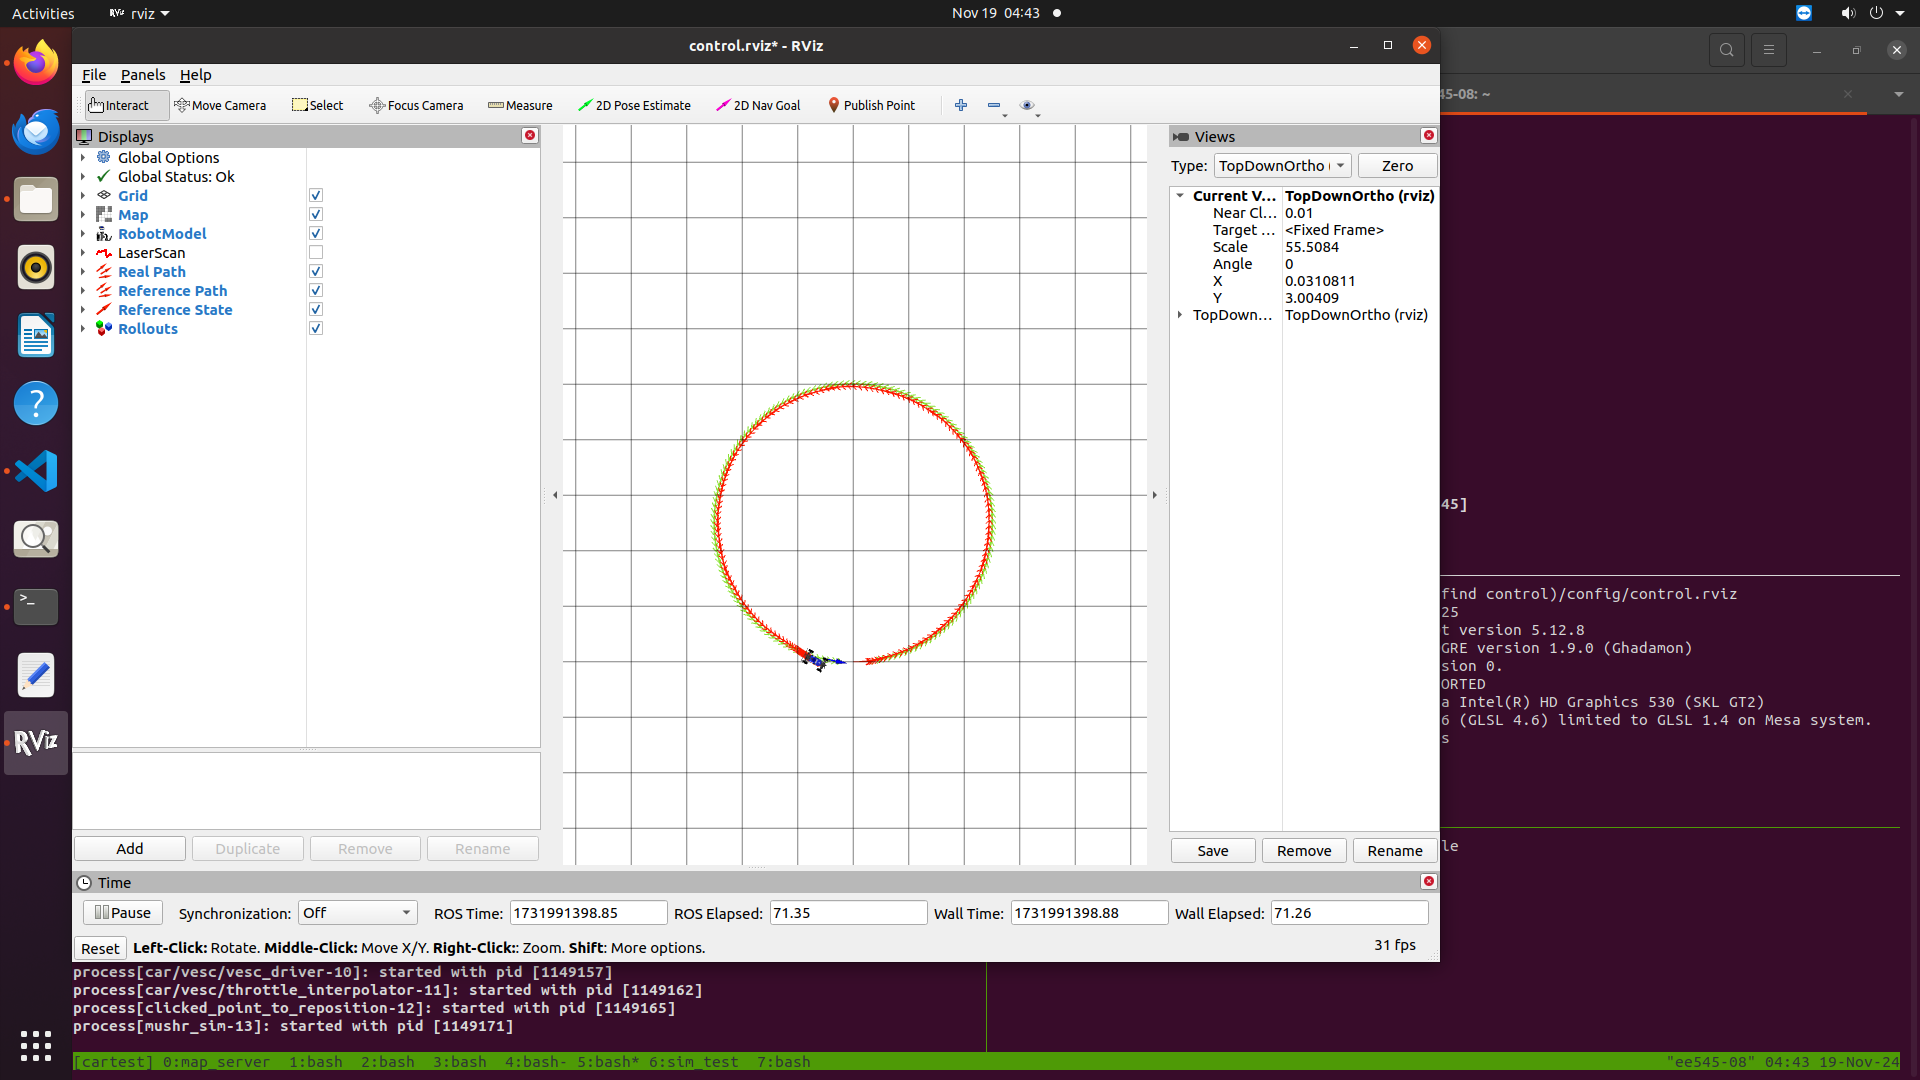 Activities
rviz
Nov 19 04:43
control.rviz* - RViz
File Panels Help
Interact
Move Camera
Select
Focus Camera
Measure
2D Pose Estimate
2D Nav Goal
Publish Point
45-08: ~
Displays
Global Options
Global Status: Ok
Grid
Map
RobotModel
LaserScan
Real Path
Reference Path
Reference State
Rollouts
Add
Duplicate
Remove
Rename
Views
Type: TopDownOrtho
Zero
Current V... TopDownOrtho (rviz)
Near Cl... 0.01
Target ... <Fixed Frame>
Scale 55.5084
Angle 0
X 0.0310811
Y 3.00409
TopDown... TopDownOrtho (rviz)
Save
Remove
Rename
45]
find control)/config/control.rviz
25
t version 5.12.8
GRE version 1.9.0 (Ghadamon)
sion 0.
ORTED
a Intel(R) HD Graphics 530 (SKL GT2)
6 (GLSL 4.6) limited to GLSL 1.4 on Mesa system.
s
le
Time
Pause
Synchronization: Off
ROS Time: 1731991398.85
ROS Elapsed: 71.35
Wall Time: 1731991398.88
Wall Elapsed: 71.26
Reset
Left-Click: Rotate. Middle-Click: Move X/Y. Right-Click:: Zoom. Shift: More options.
31 fps
RViz
process[car/vesc/vesc_driver-10]: started with pid [1149157]
process[car/vesc/throttle_interpolator-11]: started with pid [1149162]
process[clicked_point_to_reposition-12]: started with pid [1149165]
process[mushr_sim-13]: started with pid [1149171]
[cartest] 0:map_server 1:bash 2:bash 3:bash 4:bash- 5:bash* 6:sim_test 7:bash
"ee545-08" 04:43 19-Nov-24